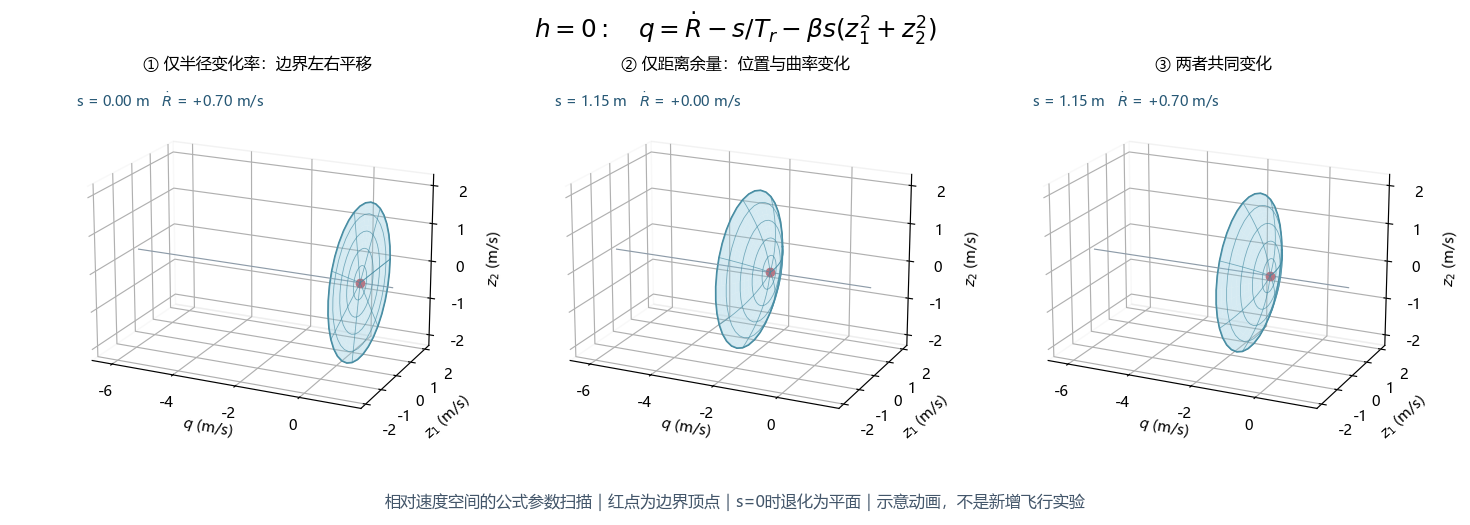 h = 0 :  q = Ṙ − s/T_r − βs(z₁² + z₂²)
① 仅半径变化率：边界左右平移
s = 0.00 m  Ṙ = +0.70 m/s
2
1
0
-1
-2
z₂ (m/s)
-6
-4
-2
0
q (m/s)
-2
-1
0
1
2
z₁ (m/s)
② 仅距离余量：位置与曲率变化
s = 1.15 m  Ṙ = +0.00 m/s
2
1
0
-1
-2
z₂ (m/s)
-6
-4
-2
0
q (m/s)
-2
-1
0
1
2
z₁ (m/s)
③ 两者共同变化
s = 1.15 m  Ṙ = +0.70 m/s
2
1
0
-1
-2
z₂ (m/s)
-6
-4
-2
0
q (m/s)
-2
-1
0
1
2
z₁ (m/s)
相对速度空间的公式参数扫描｜红点为边界顶点｜s=0时退化为平面｜示意动画，不是新增飞行实验